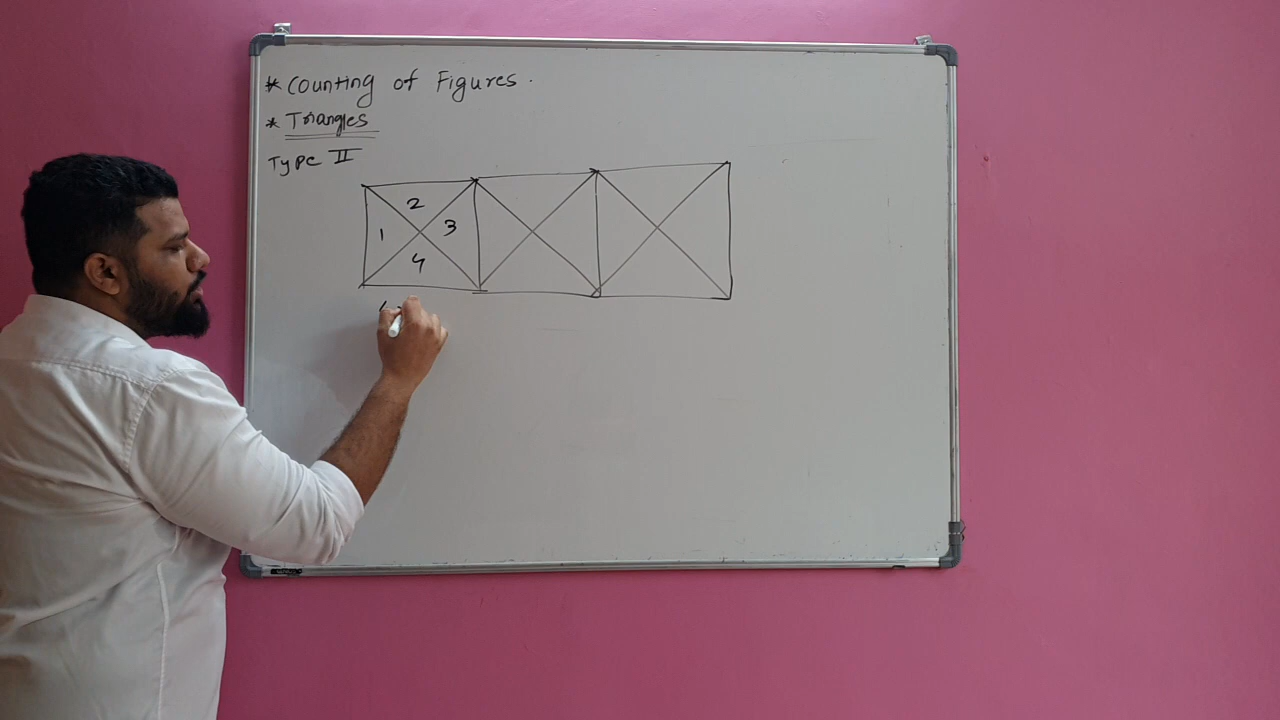 * Counting of Figures.
* Triangles
Type II
2
1 3
4